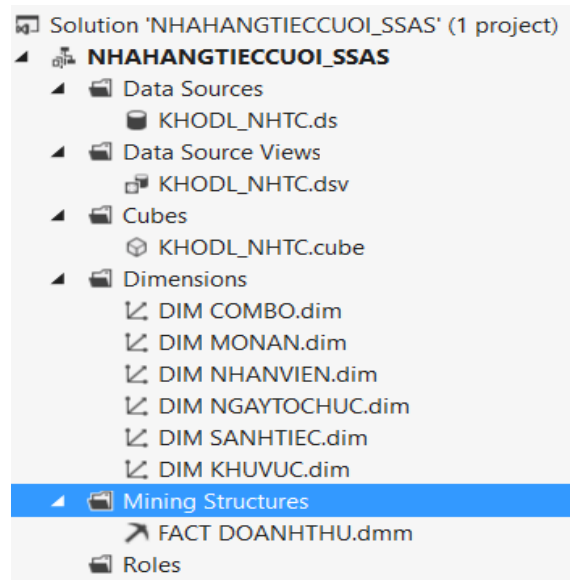 Solution 'NHAHANGTIECCUOI_SSAS' (1 project)
NHAHANGTIECCUOI_SSAS
Data Sources
KHODL_NHTC.ds
Data Source Views
KHODL_NHTC.dsv
Cubes
KHODL_NHTC.cube
Dimensions
DIM COMBO.dim
DIM MONAN.dim
DIM NHANVIEN.dim
DIM NGAYTOCHUC.dim
DIM SANHTIEC.dim
DIM KHUVUC.dim
Mining Structures
FACT DOANHTHU.dmm
Roles